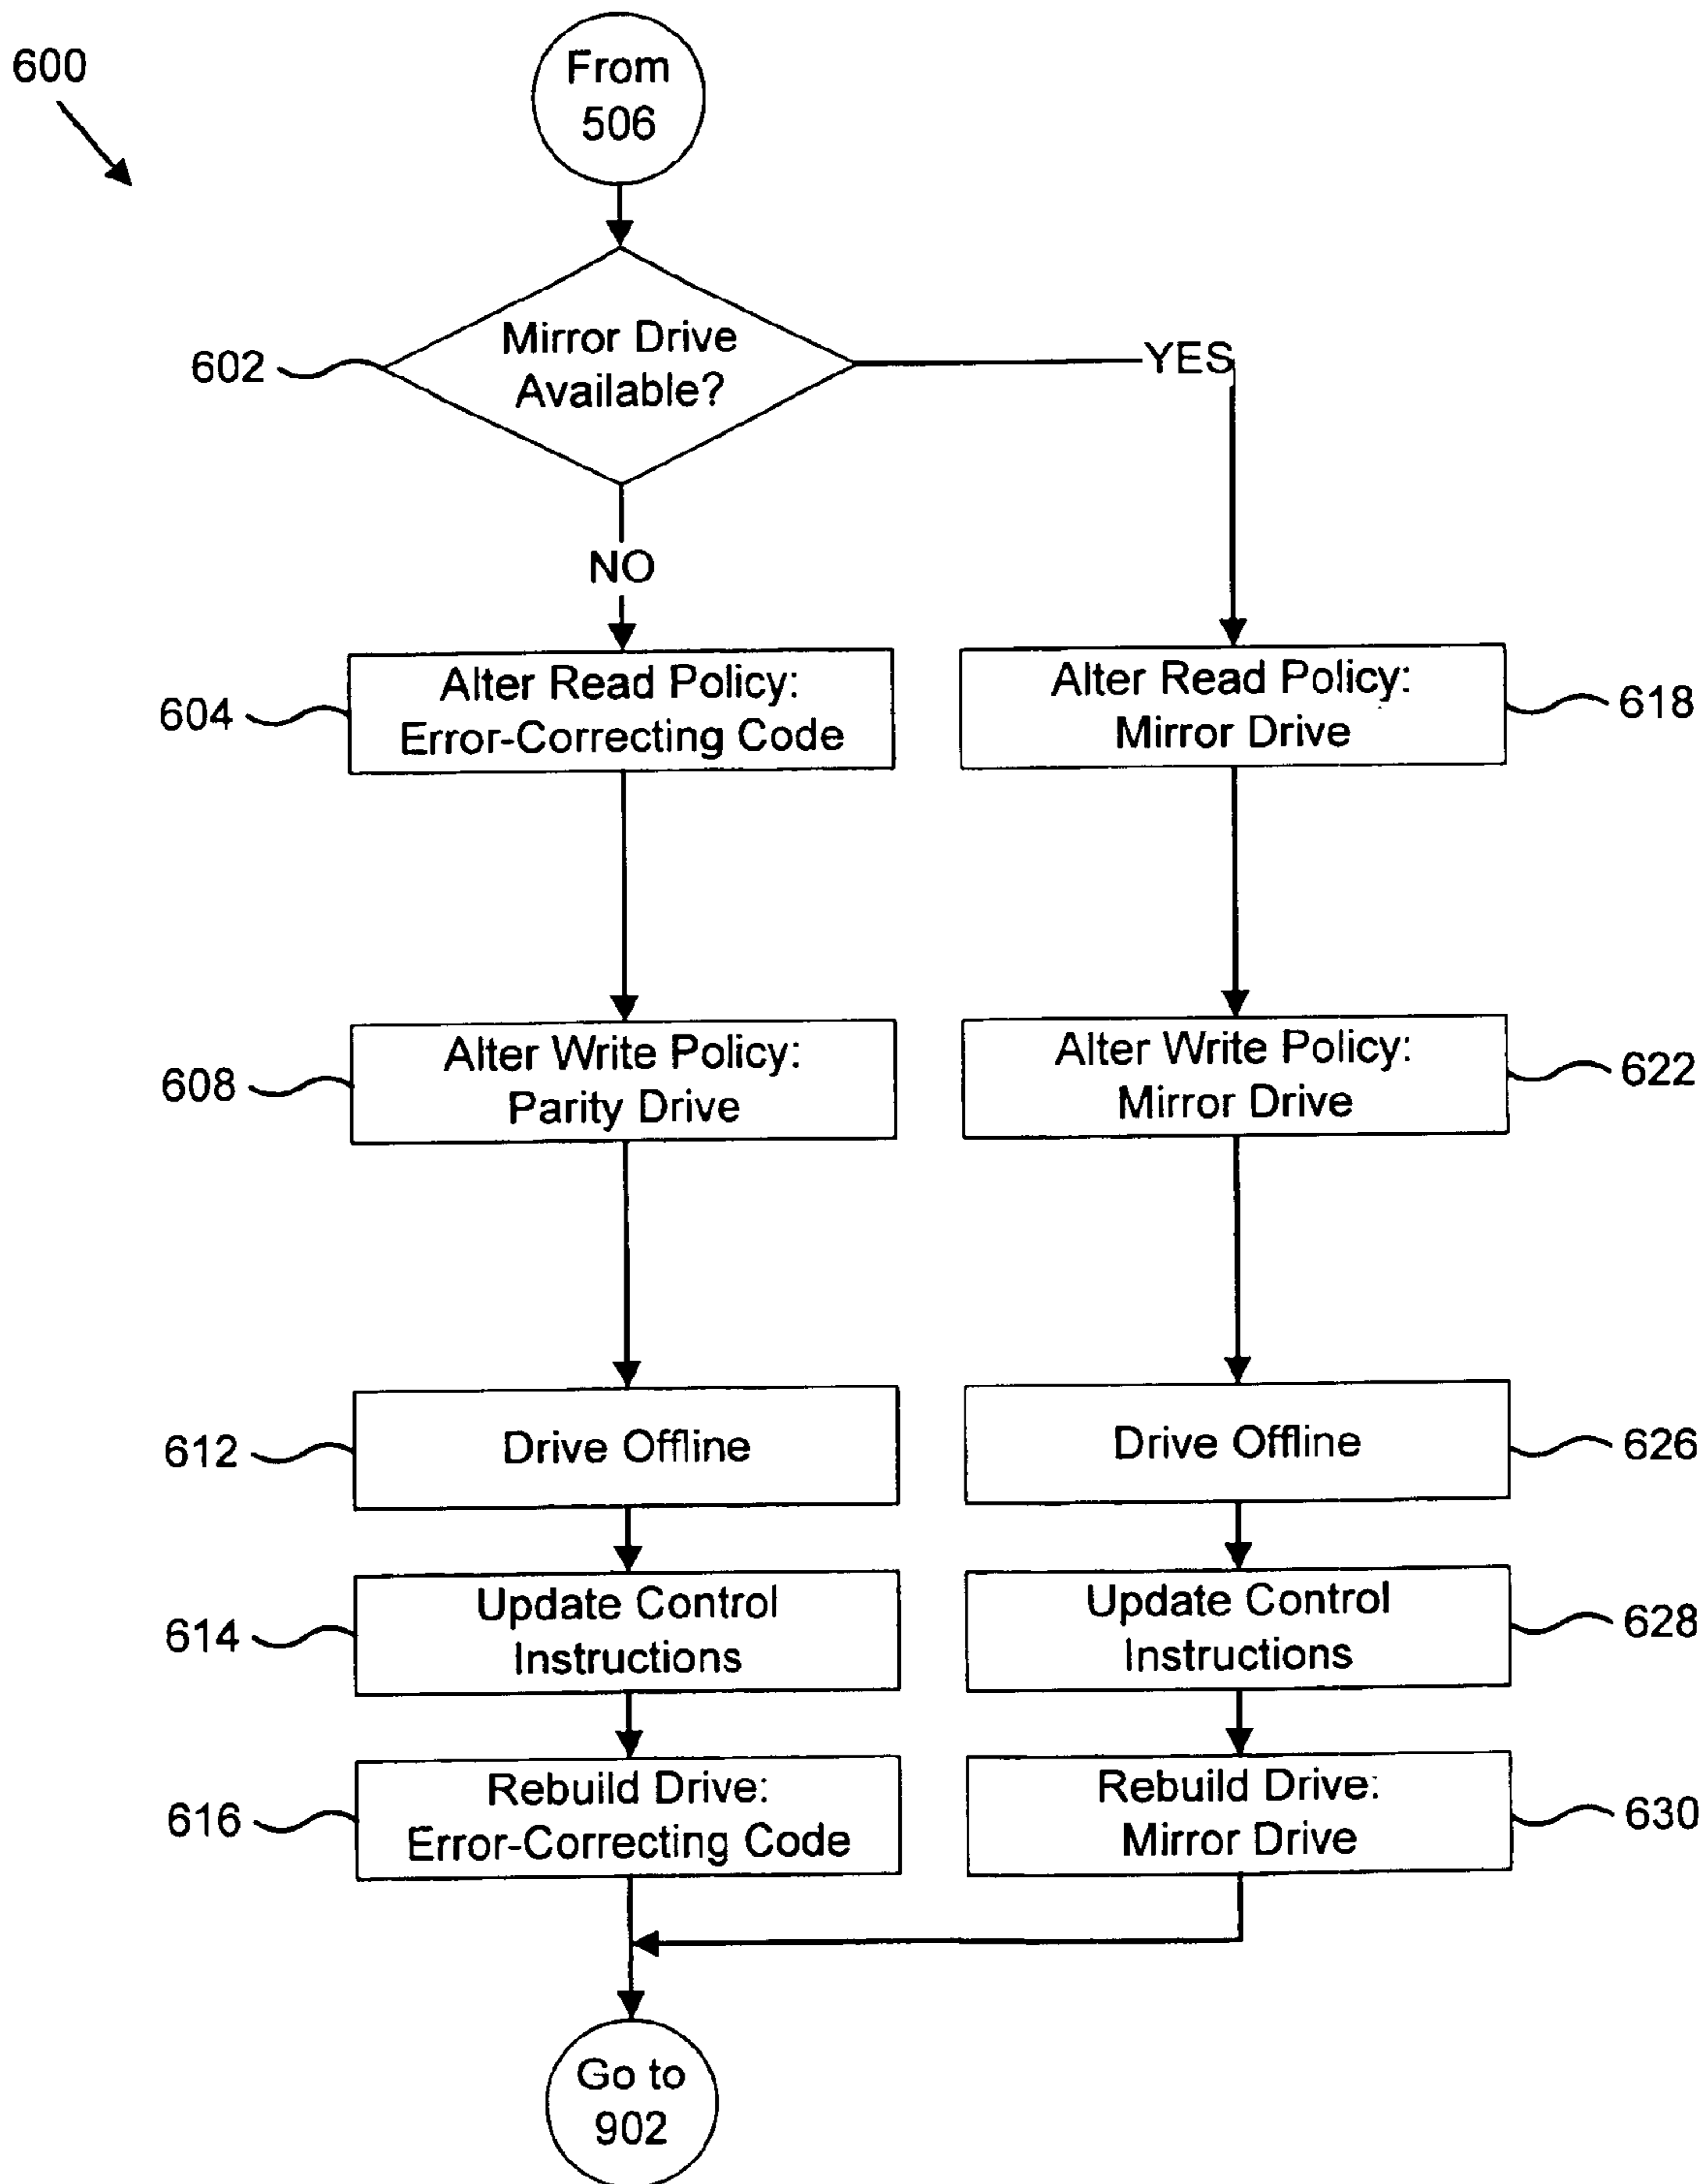 600
From
506
602
Mirror Drive
Available?
YES
NO
604
Alter Read Policy:
Error-Correcting Code
Alter Read Policy:
Mirror Drive
618
608
Alter Write Policy:
Parity Drive
Alter Write Policy:
Mirror Drive
622
612
Drive Offline
Drive Offline
626
614
Update Control
Instructions
Update Control
Instructions
628
616
Rebuild Drive:
Error-Correcting Code
Rebuild Drive:
Mirror Drive
630
Go to
902